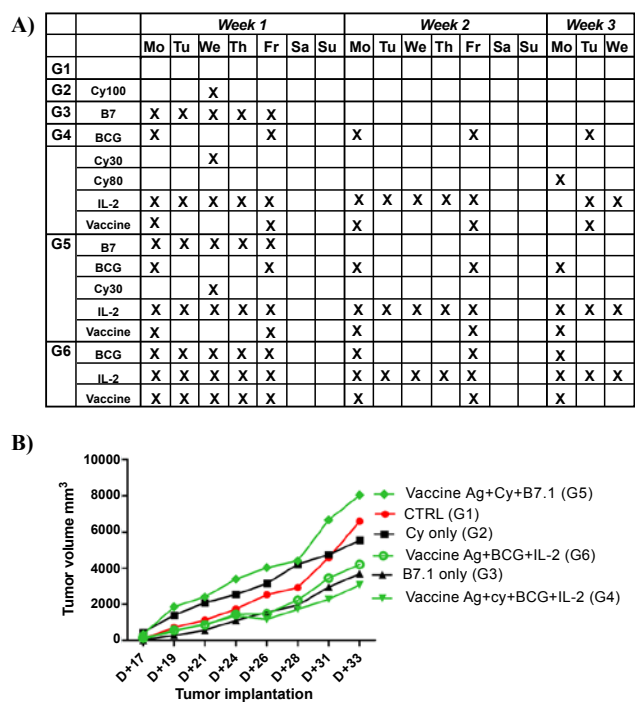 A)
Week 1 Week 2 Week 3
Mo Tu We Th Fr Sa Su Mo Tu We Th Fr Sa Su Mo Tu We
G1
G2 Cy100 X
G3 B7 X X X X X
G4 BCG X X X X X
Cy30 X
Cy80 X
IL-2 X X X X X X X X X X X X
Vaccine X X X X X
G5 B7 X X X X X
BCG X X X X X
Cy30 X
IL-2 X X X X X X X X X X X X X
Vaccine X X X X X
G6 BCG X X X X X X X X
IL-2 X X X X X X X X X X X X X
Vaccine X X X X X X X X
B)
Tumor volume mm³
10000
8000
6000
4000
2000
0
D+17 D+19 D+21 D+24 D+26 D+28 D+31 D+33
Tumor implantation
Vaccine Ag+Cy+B7.1 (G5)
CTRL (G1)
Cy only (G2)
Vaccine Ag+BCG+IL-2 (G6)
B7.1 only (G3)
Vaccine Ag+cy+BCG+IL-2 (G4)